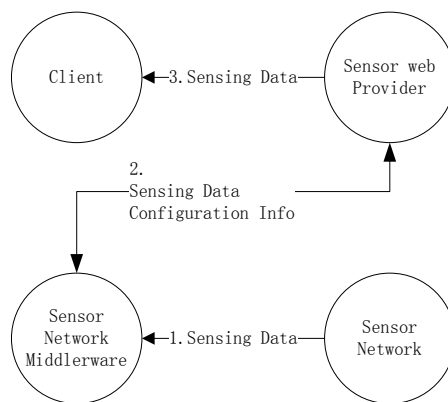 Client
3.Sensing Data
Sensor web
Provider
2.
Sensing Data
Configuration Info
Sensor
Network
Middlerware
1.Sensing Data
Sensor
Network